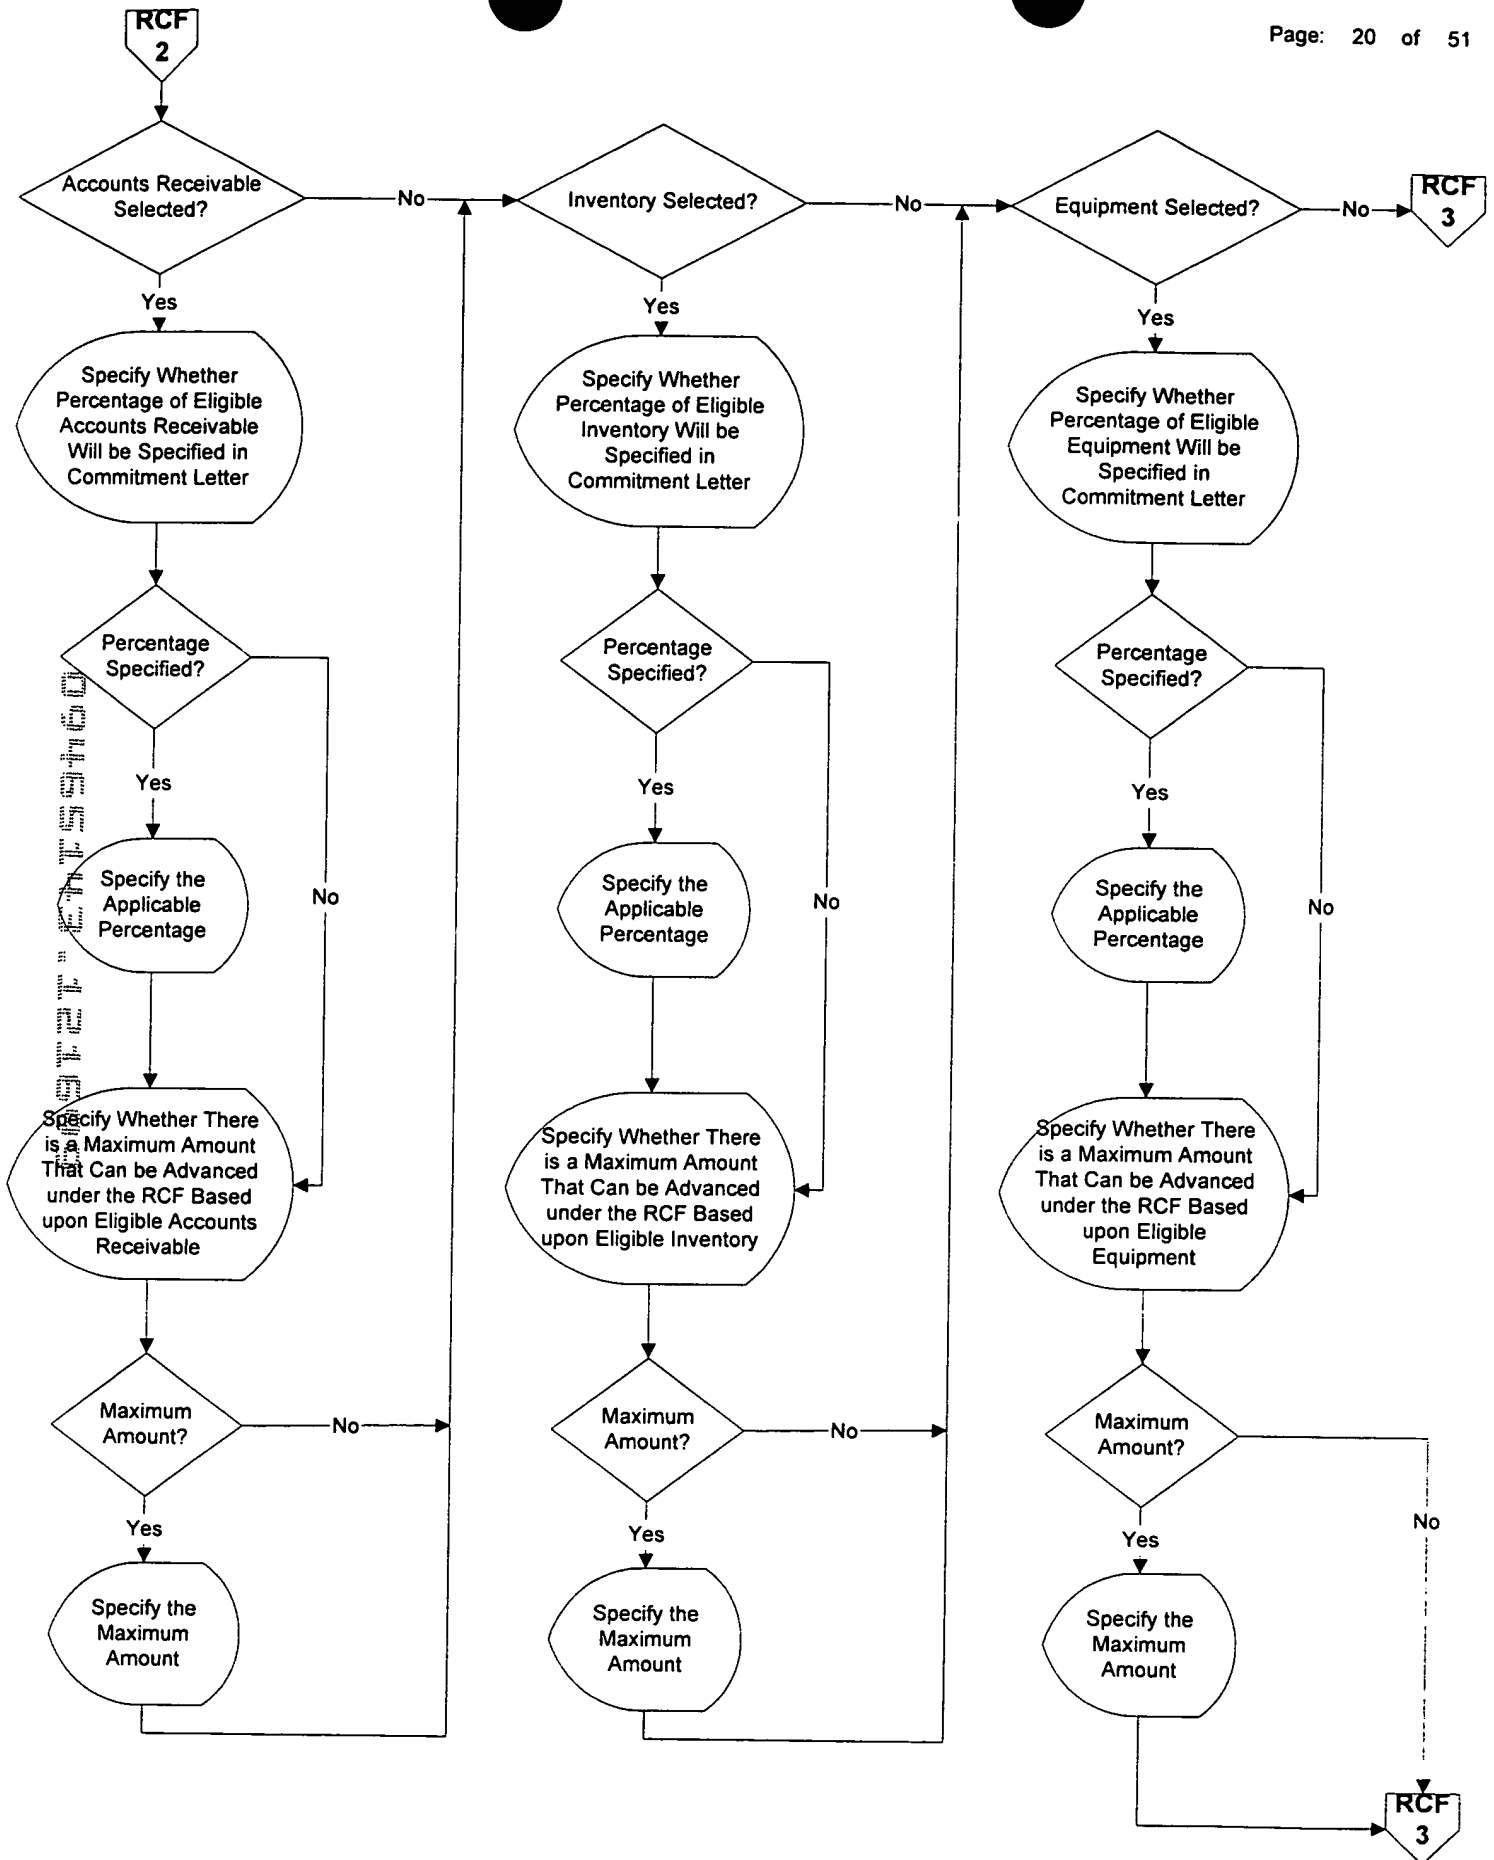 Page: 20 of 51
RCF
2
Accounts Receivable
Selected?
No
Yes
Specify Whether
Percentage of Eligible
Accounts Receivable
Will be Specified in
Commitment Letter
Percentage
Specified?
Yes
No
Specify the
Applicable
Percentage
Specify Whether There
is a Maximum Amount
That Can be Advanced
under the RCF Based
upon Eligible Accounts
Receivable
Maximum
Amount?
No
Yes
Specify the
Maximum
Amount
Inventory Selected?
No
Yes
Specify Whether
Percentage of Eligible
Inventory Will be
Specified in
Commitment Letter
Percentage
Specified?
Yes
No
Specify the
Applicable
Percentage
Specify Whether There
is a Maximum Amount
That Can be Advanced
under the RCF Based
upon Eligible Inventory
Maximum
Amount?
No
Yes
Specify the
Maximum
Amount
Equipment Selected?
No
RCF
3
Yes
Specify Whether
Percentage of Eligible
Equipment Will be
Specified in
Commitment Letter
Percentage
Specified?
Yes
No
Specify the
Applicable
Percentage
Specify Whether There
is a Maximum Amount
That Can be Advanced
under the RCF Based
upon Eligible
Equipment
Maximum
Amount?
No
Yes
Specify the
Maximum
Amount
RCF
3